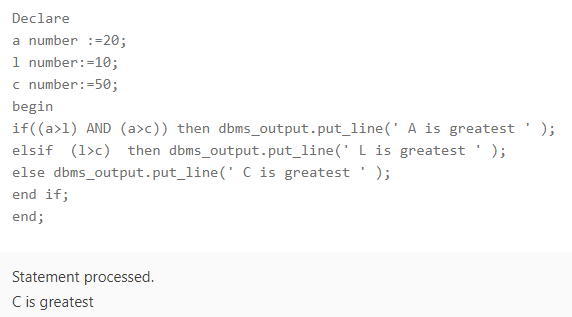 Declare
a number :=20;
l number:=10;
c number:=50;
begin
if((a>l) AND (a>c)) then dbms_output.put_line(' A is greatest ' );
elsif  (l>c)  then dbms_output.put_line(' L is greatest ' );
else dbms_output.put_line(' C is greatest ' );
end if;
end;
Statement processed.
C is greatest